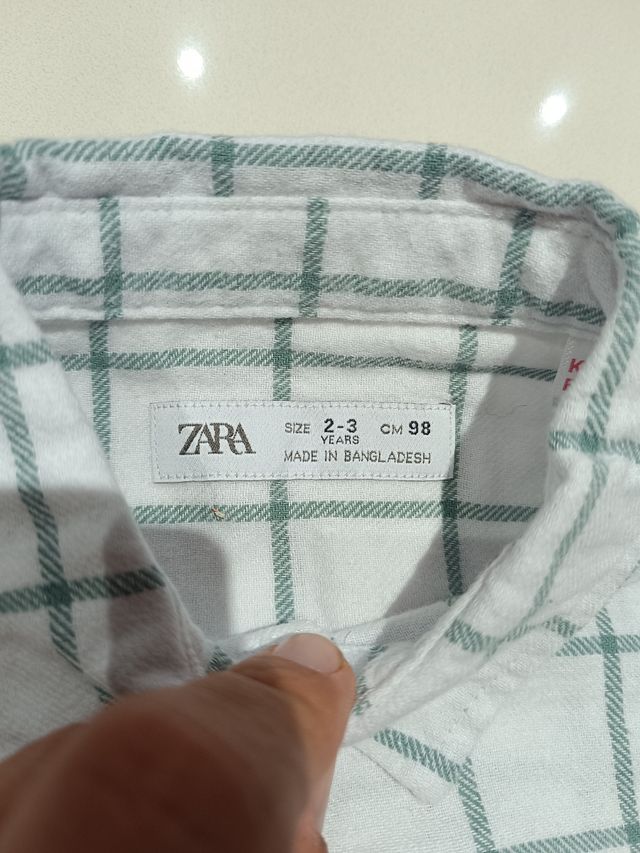 ZARA
SIZE 2-3 CM 98
YEARS
MADE IN BANGLADESH